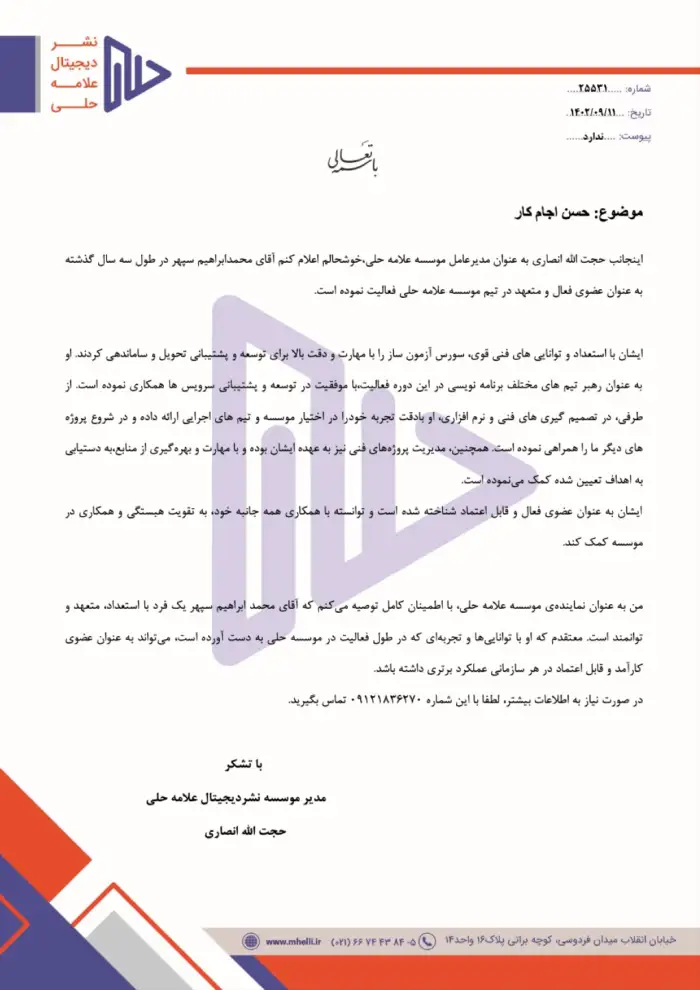 نشر
دیجیتال
علامه
حلی
حلی
شماره: .....۲۵۵۳۱....
تاریخ: ...۱۴۰۲/۰۹/۱۱.
پیوست: ....ندارد......
باسمه تعالی
موضوع: حسن اجام کار
اینجانب حجت الله انصاری به عنوان مدیرعامل موسسه علامه حلی،خوشحالم اعلام کنم آقای محمدابراهیم سپهر در طول سه سال گذشته
به عنوان عضوی فعال و متعهد در تیم موسسه علامه حلی فعالیت نموده است.
ایشان با استعداد و توانایی های فنی قوی، سورس آزمون ساز را با مهارت و دقت بالا برای توسعه و پشتیبانی تحویل و ساماندهی کردند. او
به عنوان رهبر تیم های مختلف برنامه نویسی در این دوره فعالیت،با موفقیت در توسعه و پشتیبانی سرویس ها همکاری نموده است. از
طرفی، در تصمیم گیری های فنی و نرم افزاری، او بادقت تجربه خودرا در اختیار موسسه و تیم های اجرایی ارائه داده و در شروع پروژه
های دیگر ما را همراهی نموده است. همچنین، مدیریت پروژه‌های فنی نیز به عهده ایشان بوده و با مهارت و بهره‌گیری از منابع،به دستیابی
به اهداف تعیین شده کمک می‌نموده است.
ایشان به عنوان عضوی فعال و قابل اعتماد شناخته شده است و توانسته با همکاری همه جانبه خود، به تقویت هبستگی و همکاری در
موسسه کمک کند.
من به عنوان نماینده‌ی موسسه علامه حلی، با اطمینان کامل توصیه می‌کنم که آقای محمد ابراهیم سپهر یک فرد با استعداد، متعهد و
توانمند است. معتقدم که او با توانایی‌ها و تجربه‌ای که در طول فعالیت در موسسه حلی به دست آورده است، می‌تواند به عنوان عضوی
کارآمد و قابل اعتماد در هر سازمانی عملکرد برتری داشته باشد.
در صورت نیاز به اطلاعات بیشتر، لطفا با این شماره ۰۹۱۲۱۸۳۶۲۷۰ تماس بگیرید.
با تشکر
مدیر موسسه نشردیجیتال علامه حلی
حجت الله انصاری
خیابان انقلاب میدان فردوسی، کوچه براتی پلاک۱۶ واحد۱۴ (۰۲۱) ۶۶ ۷۴ ۴۳ ۸۴ -۵ www.mhelli.ir